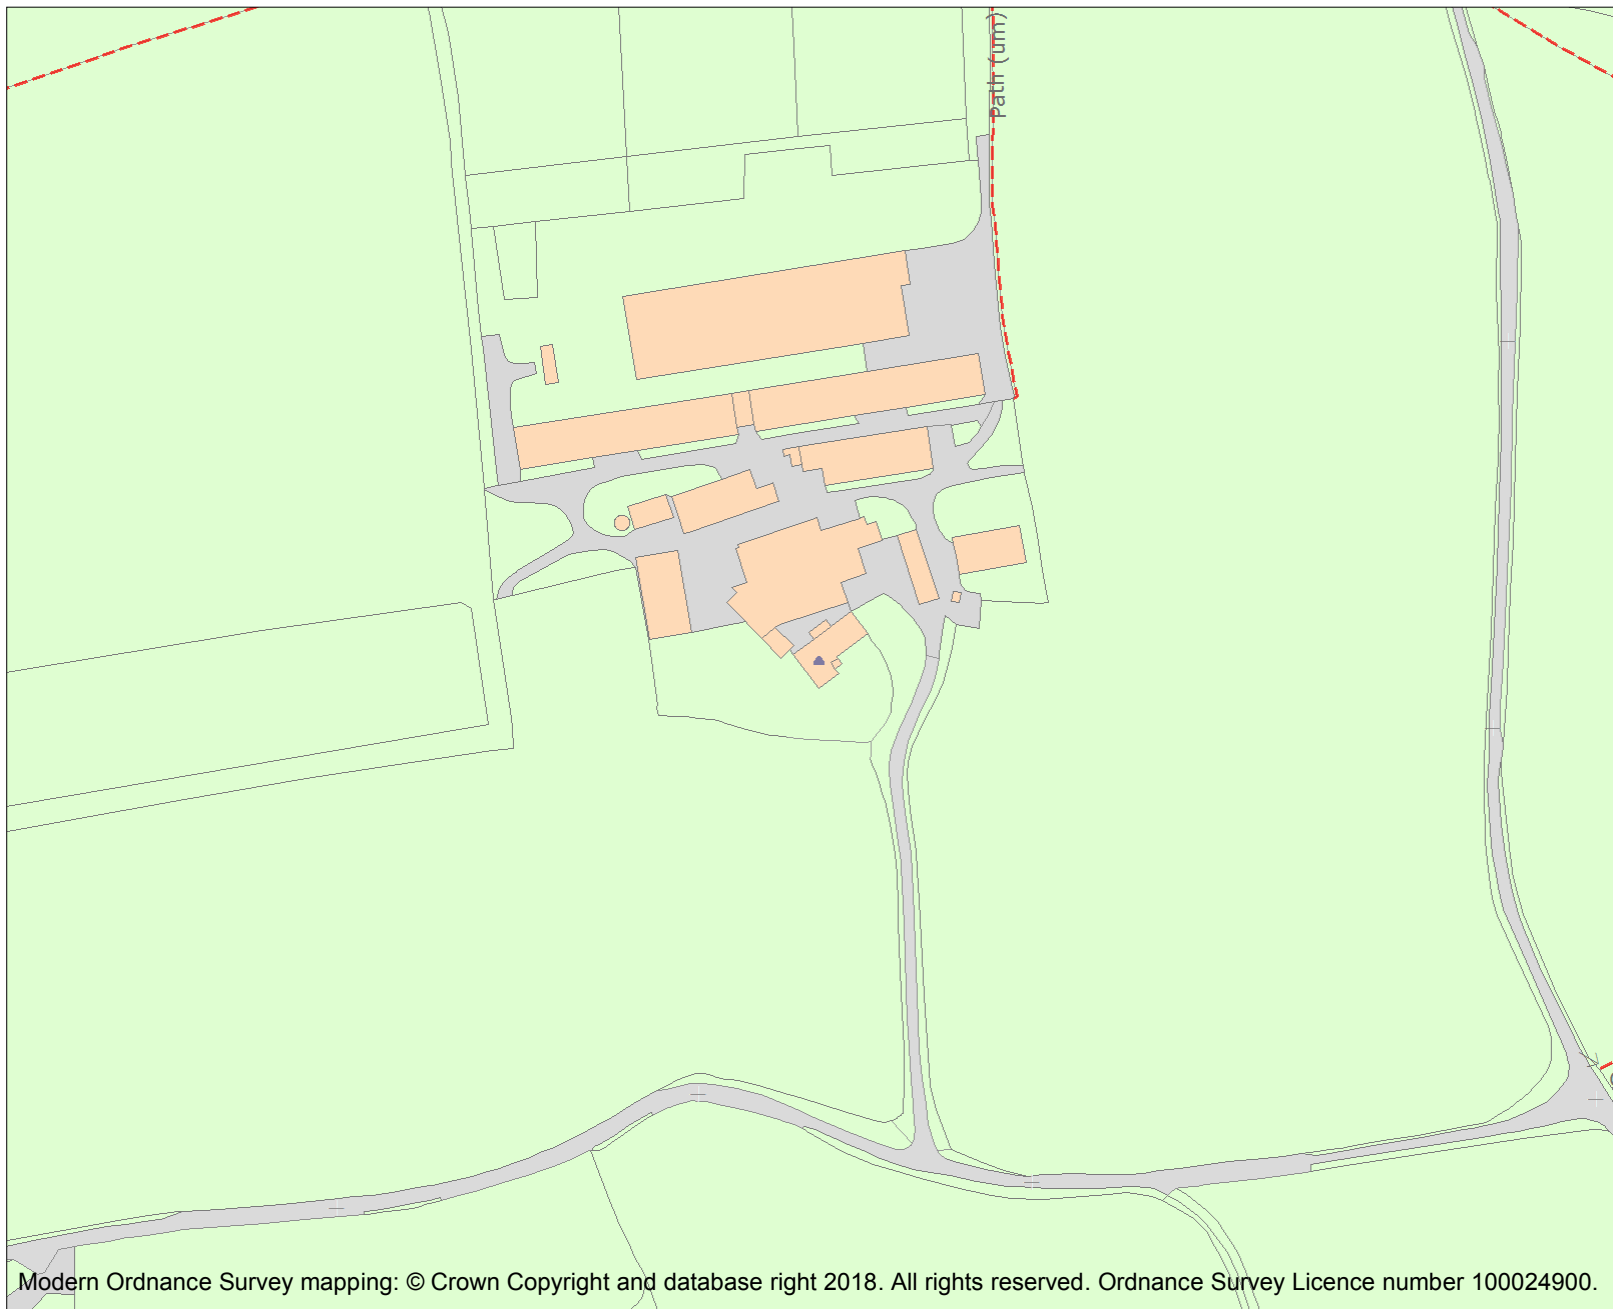 Path (um)
Modern Ordnance Survey mapping: © Crown Copyright and database right 2018. All rights reserved. Ordnance Survey Licence number 100024900.